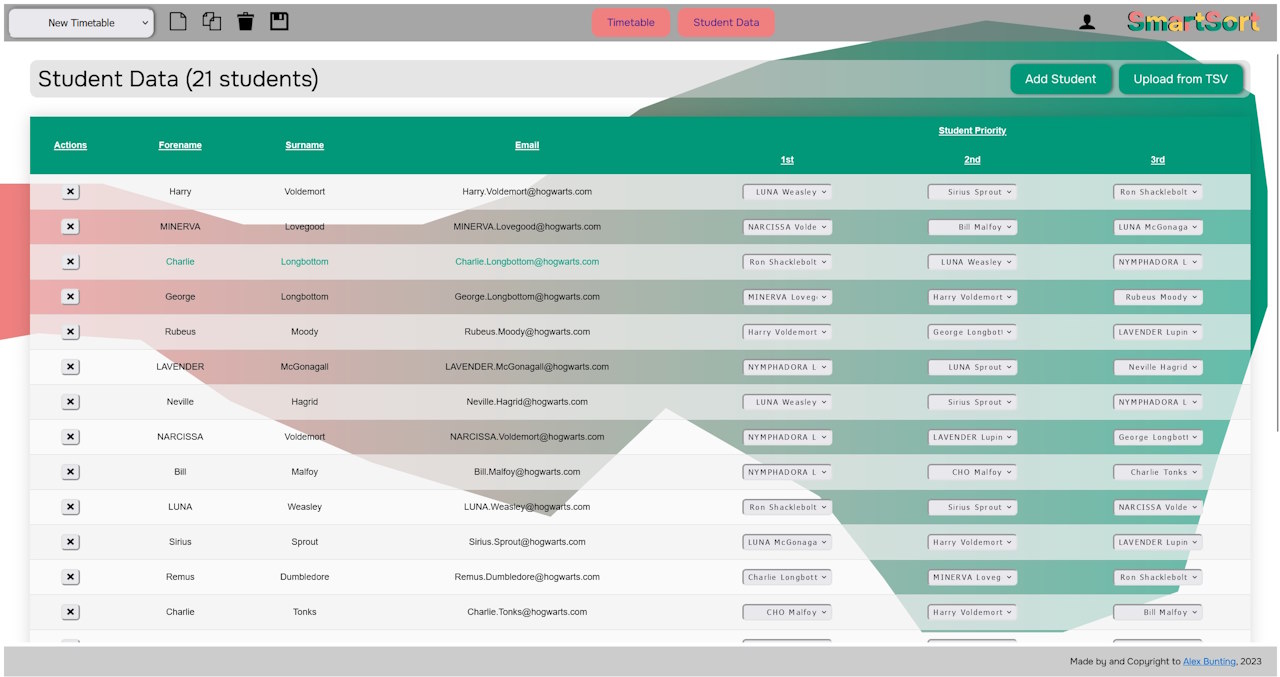 New Timetable Timetable Student Data SmartSort
Student Data (21 students) Add Student Upload from TSV
Student Priority
Actions Forename Surname Email
1st 2nd 3rd
Harry Voldemort Harry.Voldemort@hogwarts.com LUNA Weasley Sirius Sprout Ron Shacklebolt
MINERVA Lovegood MINERVA.Lovegood@hogwarts.com NARCISSA Volde Bill Malfoy LUNA McGonaga
Charlie Longbottom Charlie.Longbottom@hogwarts.com Ron Shacklebolt LUNA Weasley NYMPHADORA L
George Longbottom George.Longbottom@hogwarts.com MINERVA Loveg Harry Voldemort Rubeus Moody
Rubeus Moody Rubeus.Moody@hogwarts.com Harry Voldemort George Longbott LAVENDER Lupin
LAVENDER McGonagall LAVENDER.McGonagall@hogwarts.com NYMPHADORA L LUNA Sprout Neville Hagrid
Neville Hagrid Neville.Hagrid@hogwarts.com LUNA Weasley Sirius Sprout NYMPHADORA L
NARCISSA Voldemort NARCISSA.Voldemort@hogwarts.com NYMPHADORA L LAVENDER Lupin George Longbott
Bill Malfoy Bill.Malfoy@hogwarts.com NYMPHADORA L CHO Malfoy Charlie Tonks
LUNA Weasley LUNA.Weasley@hogwarts.com Ron Shacklebolt Sirius Sprout NARCISSA Volde
Sirius Sprout Sirius.Sprout@hogwarts.com LUNA McGonaga Harry Voldemort LAVENDER Lupin
Remus Dumbledore Remus.Dumbledore@hogwarts.com Charlie Longbott MINERVA Loveg Ron Shacklebolt
Charlie Tonks Charlie.Tonks@hogwarts.com CHO Malfoy Harry Voldemort Bill Malfoy
Made by and Copyright to Alex Bunting, 2023